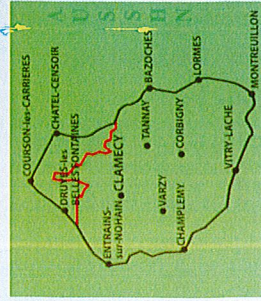 AUSSHN
COURSON-les-CARRIERES
CHATEL-CENSOIR
DRUYES-les
BELLES FONTAINES
BAZOCHES
LORMES
MONTREUILLON
CLAMECY
TANNAY
CORBIGNY
ENTRAINS-
sur-NOHAIN
VARZY
VITRY-LACHE
CHAMPLEMY